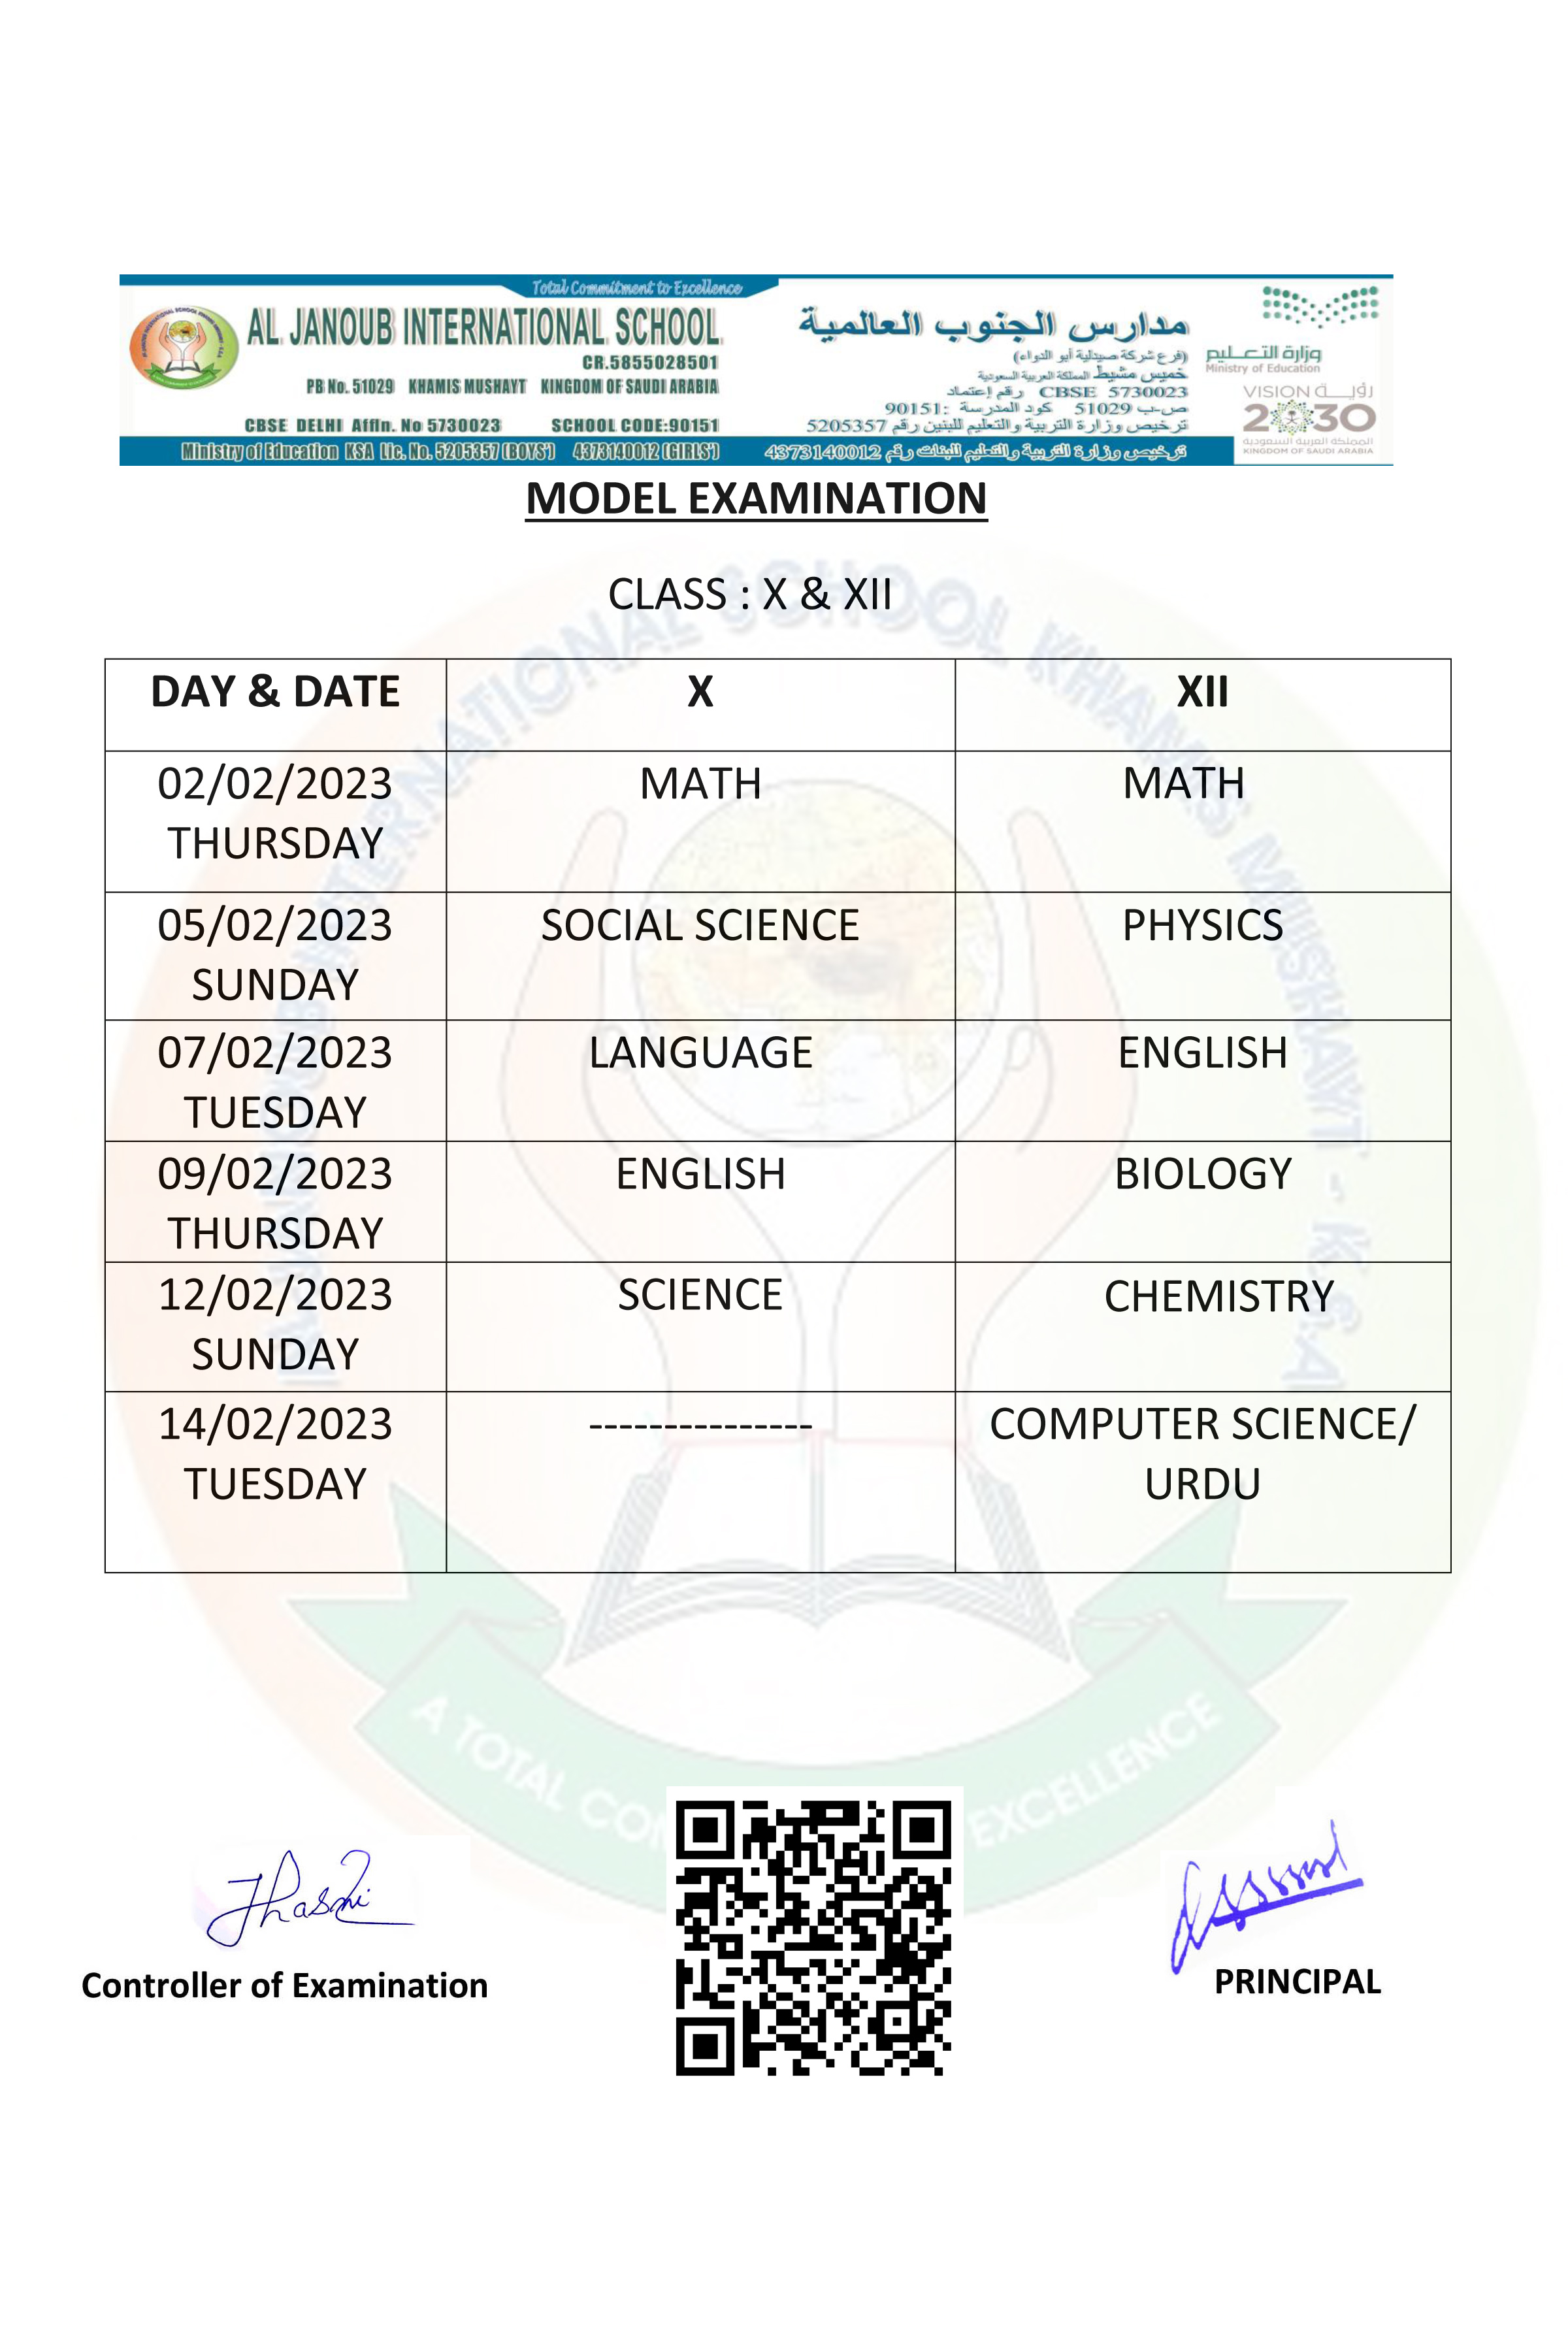 Total Commitment to Excellence
AL JANOUB INTERNATIONAL SCHOOL
CR.5855028501
PB No. 51029 KHAMIS MUSHAYT KINGDOM OF SAUDI ARABIA
CBSE DELHI Affln. No 5730023 SCHOOL CODE:90151
Ministry of Education KSA Lic. No. 5205357 (BOYS') 4373140012 (GIRLS')
مدارس الجنوب العالمية
(فرع شركة صيدلية أبو الدواء)
خميس مشيط المملكة العربية السعودية
CBSE 5730023 رقم إعتماد
ص-ب 51029 كود المدرسة :90151
ترخيص وزارة التربية والتعليم للبنين رقم 5205357
ترخيص وزارة التربية والتعليم للبنات رقم 4373140012
وزارة التعليم
Ministry of Education
VISION رؤية
2030
المملكة العربية السعودية
KINGDOM OF SAUDI ARABIA
MODEL EXAMINATION
CLASS : X & XII
DAY & DATE X XII
02/02/2023 MATH MATH
THURSDAY
05/02/2023 SOCIAL SCIENCE PHYSICS
SUNDAY
07/02/2023 LANGUAGE ENGLISH
TUESDAY
09/02/2023 ENGLISH BIOLOGY
THURSDAY
12/02/2023 SCIENCE CHEMISTRY
SUNDAY
14/02/2023 --------------- COMPUTER SCIENCE/
TUESDAY URDU
A TOTAL EXCELLENCE
Controller of Examination
PRINCIPAL